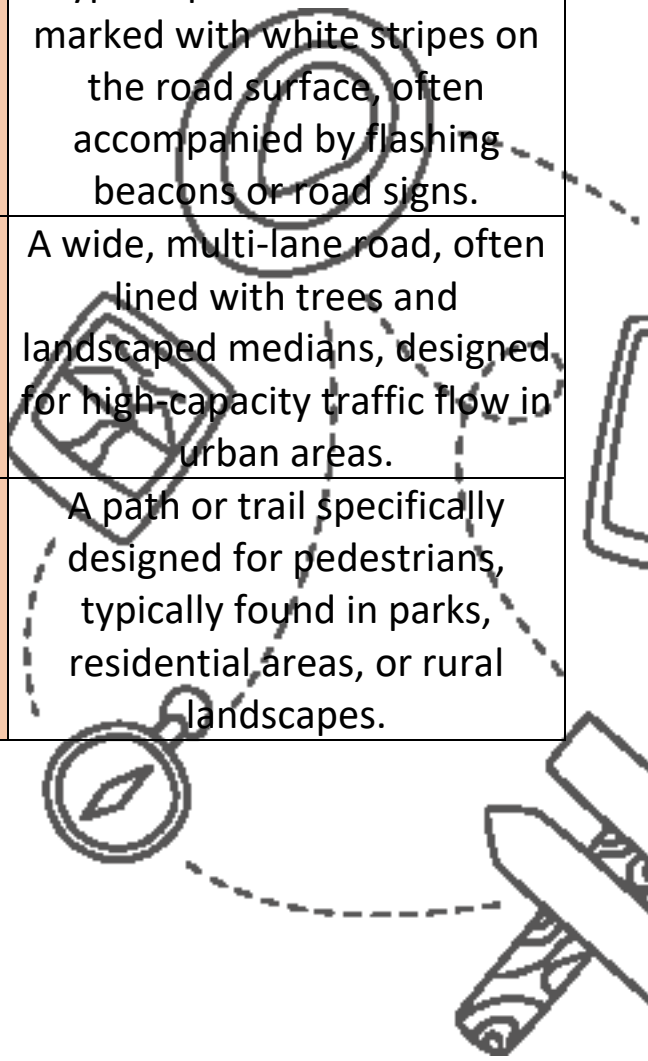 marked with white stripes on
the road surface, often
accompanied by flashing
beacons or road signs.
A wide, multi-lane road, often
lined with trees and
landscaped medians, designed
for high-capacity traffic flow in
urban areas.
A path or trail specifically
designed for pedestrians,
typically found in parks,
residential areas, or rural
landscapes.